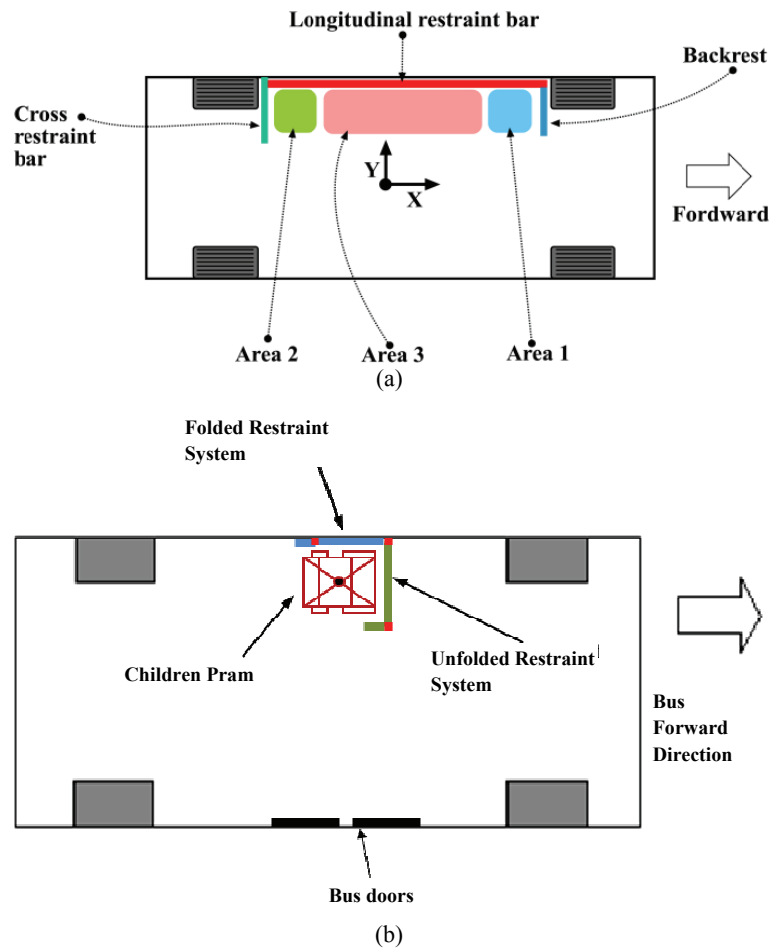 Longitudinal restraint bar
Backrest
Cross
restraint
bar
Y
X
Fordward
Area 2
Area 3
Area 1
(a)
Folded Restraint
System
Children Pram
Unfolded Restraint
System
Bus
Forward
Direction
Bus doors
(b)